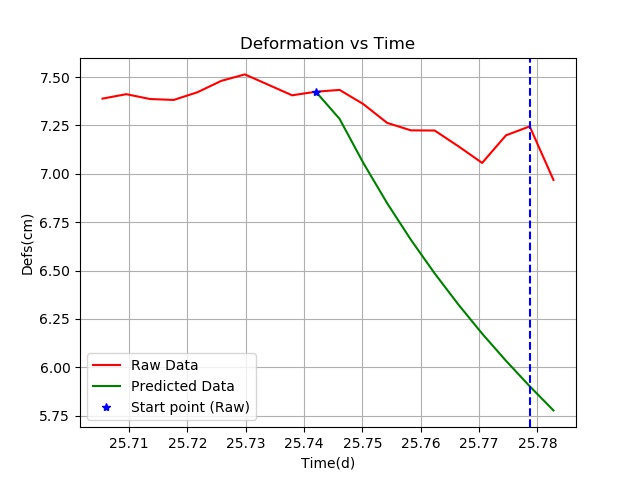 Deformation vs Time
Defs(cm)
7.50
7.25
7.00
6.75
6.50
6.25
6.00
5.75
Raw Data
Predicted Data
Start point (Raw)
25.71 25.72 25.73 25.74 25.75 25.76 25.77 25.78
Time(d)